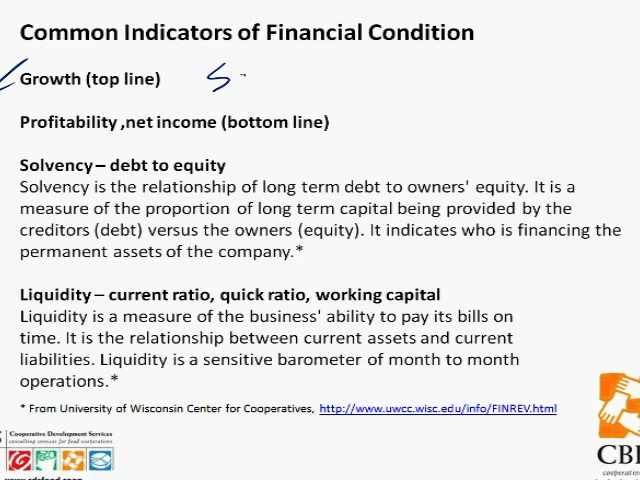 Common Indicators of Financial Condition
Growth (top line)
Profitability ,net income (bottom line)
Solvency – debt to equity
Solvency is the relationship of long term debt to owners' equity. It is a
measure of the proportion of long term capital being provided by the
creditors (debt) versus the owners (equity). It indicates who is financing the
permanent assets of the company.*
Liquidity – current ratio, quick ratio, working capital
Liquidity is a measure of the business' ability to pay its bills on
time. It is the relationship between current assets and current
liabilities. Liquidity is a sensitive barometer of month to month
operations.*
* From University of Wisconsin Center for Cooperatives, http://www.uwcc.wisc.edu/info/FINREV.html
Cooperative Development Services
consulting services for food cooperatives